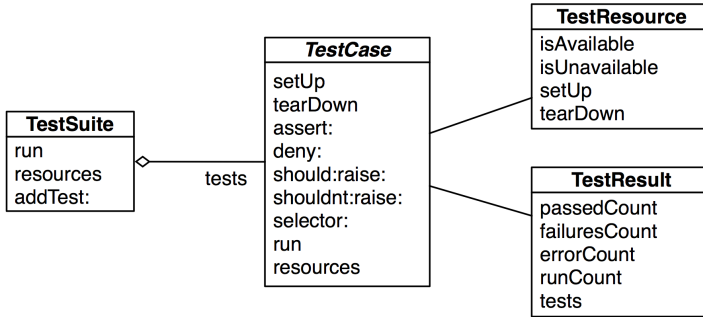 TestSuite
run
resources
addTest:
tests
TestCase
setUp
tearDown
assert:
deny:
should:raise:
shouldnt:raise:
selector:
run
resources
TestResource
isAvailable
isUnavailable
setUp
tearDown
TestResult
passedCount
failuresCount
errorCount
runCount
tests